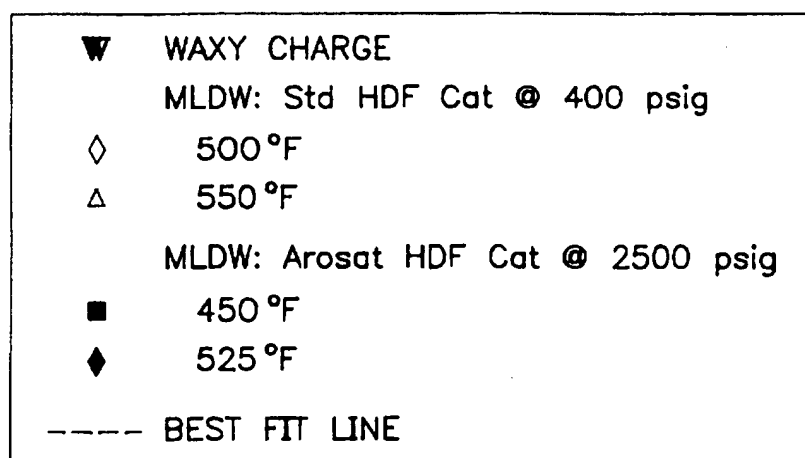 WAXY CHARGE
MLDW: Std HDF Cat @ 400 psig
500°F
550°F
MLDW: Arosat HDF Cat @ 2500 psig
450°F
525°F
---- BEST FIT LINE